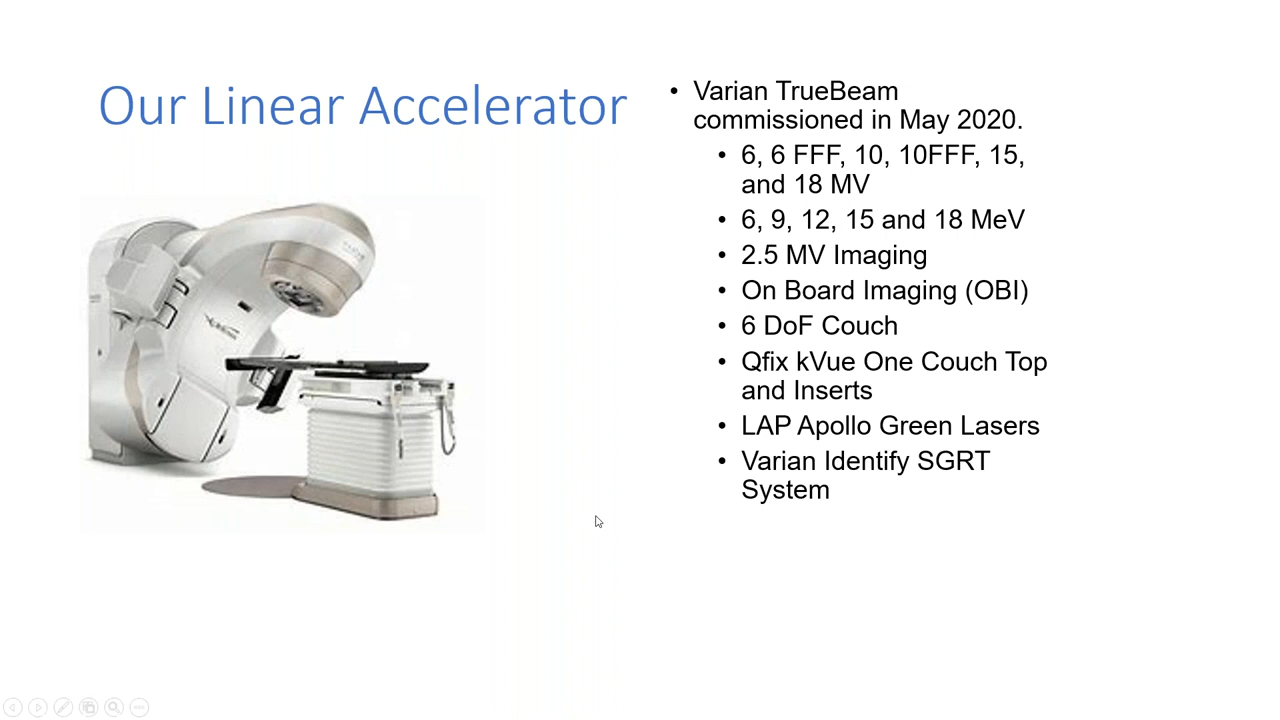 Our Linear Accelerator
• Varian TrueBeam
commissioned in May 2020.
• 6, 6 FFF, 10, 10FFF, 15,
and 18 MV
• 6, 9, 12, 15 and 18 MeV
• 2.5 MV Imaging
• On Board Imaging (OBI)
• 6 DoF Couch
• Qfix kVue One Couch Top
and Inserts
• LAP Apollo Green Lasers
• Varian Identify SGRT
System